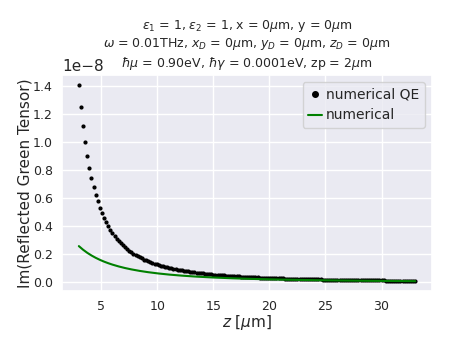 ε₁ = 1, ε₂ = 1, x = 0μm, y = 0μm
ω = 0.01THz, x_D = 0μm, y_D = 0μm, z_D = 0μm
ħμ = 0.90eV, ħγ = 0.0001eV, zp = 2μm
1e−8
Im(Reflected Green Tensor)
1.4
1.2
1.0
0.8
0.6
0.4
0.2
0.0
numerical QE
numerical
5 10 15 20 25 30
z [μm]